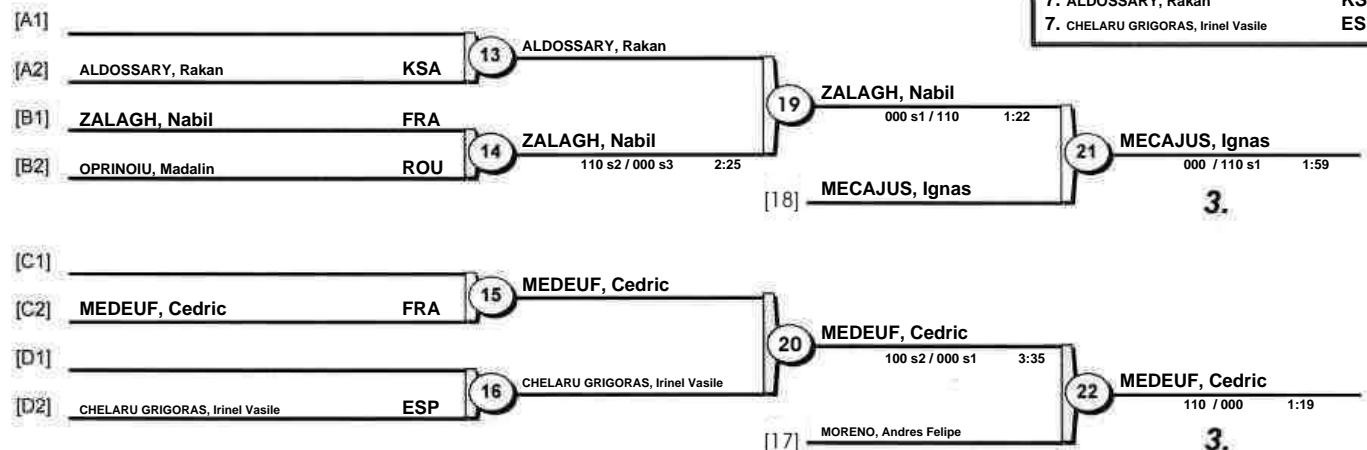 7. ALDOSSARY, Rakan KS
7. CHELARU GRIGORAS, Irinel Vasile ES
[A1]
[A2] ALDOSSARY, Rakan KSA
13 ALDOSSARY, Rakan
[B1] ZALAGH, Nabil FRA
[B2] OPRINOIU, Madalin ROU
14 ZALAGH, Nabil
110 s2 / 000 s3 2:25
19 ZALAGH, Nabil
000 s1 / 110 1:22
[18] MECAJUS, Ignas
21 MECAJUS, Ignas
000 / 110 s1 1:59
3.
[C1]
[C2] MEDEUF, Cedric FRA
15 MEDEUF, Cedric
[D1]
[D2] CHELARU GRIGORAS, Irinel Vasile ESP
16 CHELARU GRIGORAS, Irinel Vasile
20 MEDEUF, Cedric
100 s2 / 000 s1 3:35
[17] MORENO, Andres Felipe
22 MEDEUF, Cedric
110 / 000 1:19
3.